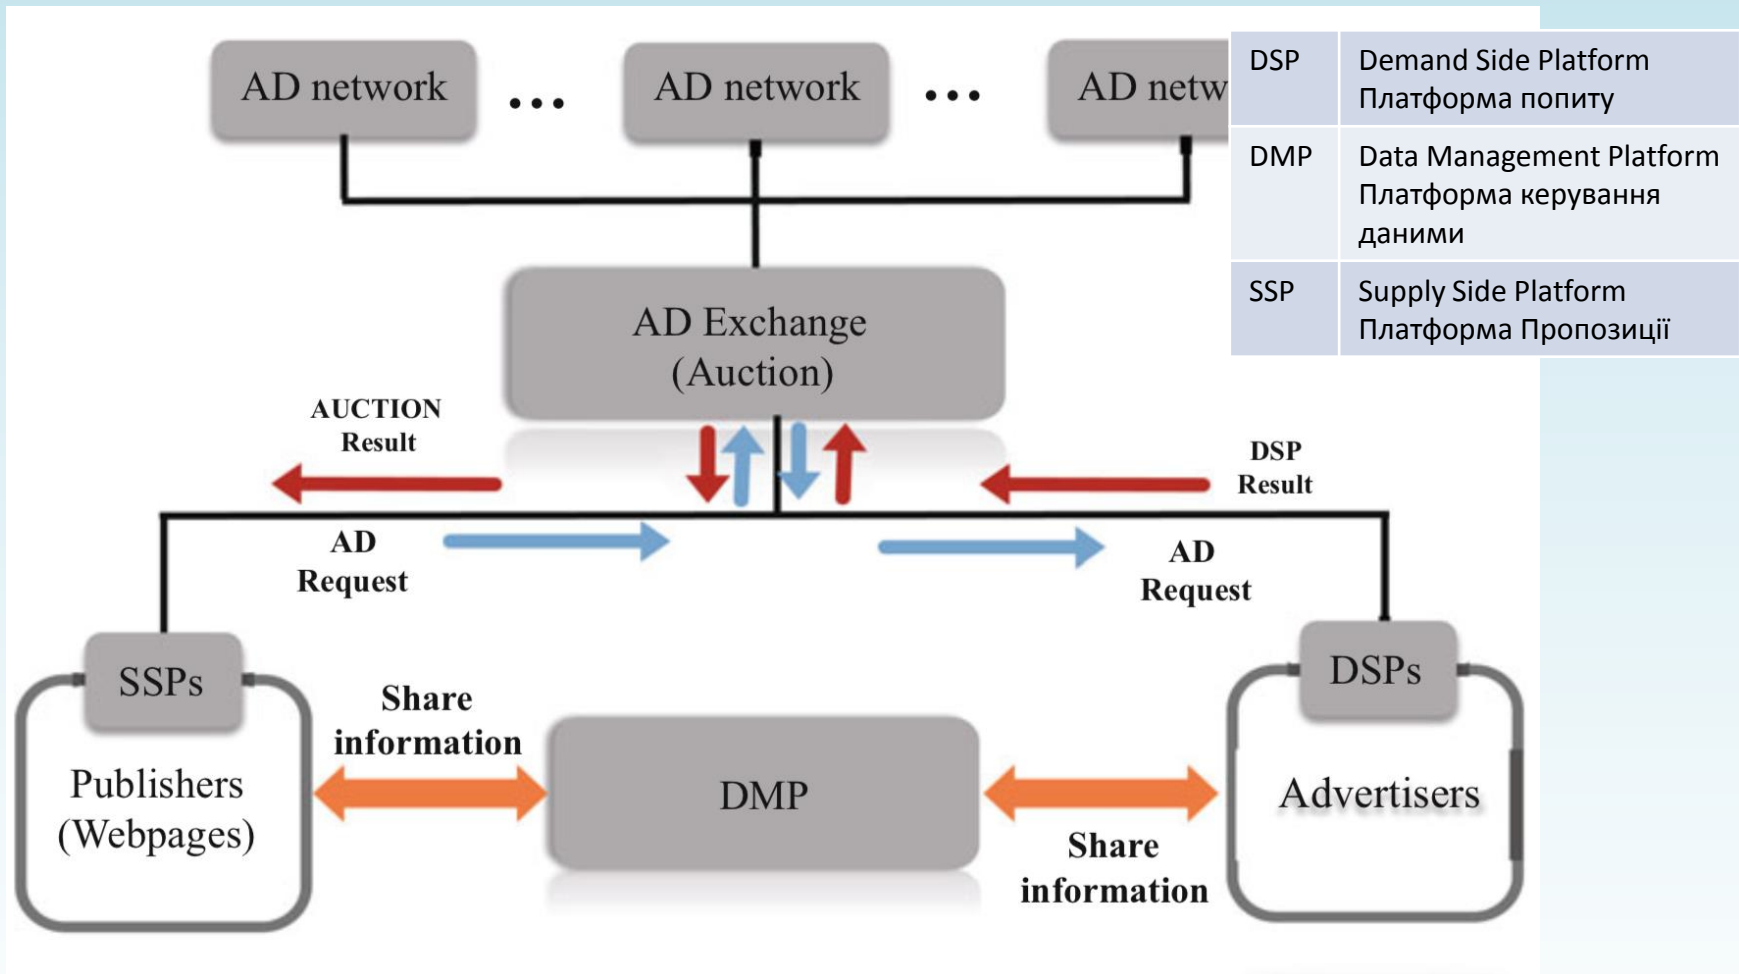 AD network
...
AD network
...
AD netw
DSP
Demand Side Platform
Платформа попиту
DMP
Data Management Platform
Платформа керування
даними
SSP
Supply Side Platform
Платформа Пропозиції
AD Exchange
(Auction)
AUCTION
Result
DSP
Result
AD
Request
AD
Request
SSPs
DSPs
Share
information
Publishers
(Webpages)
DMP
Advertisers
Share
information